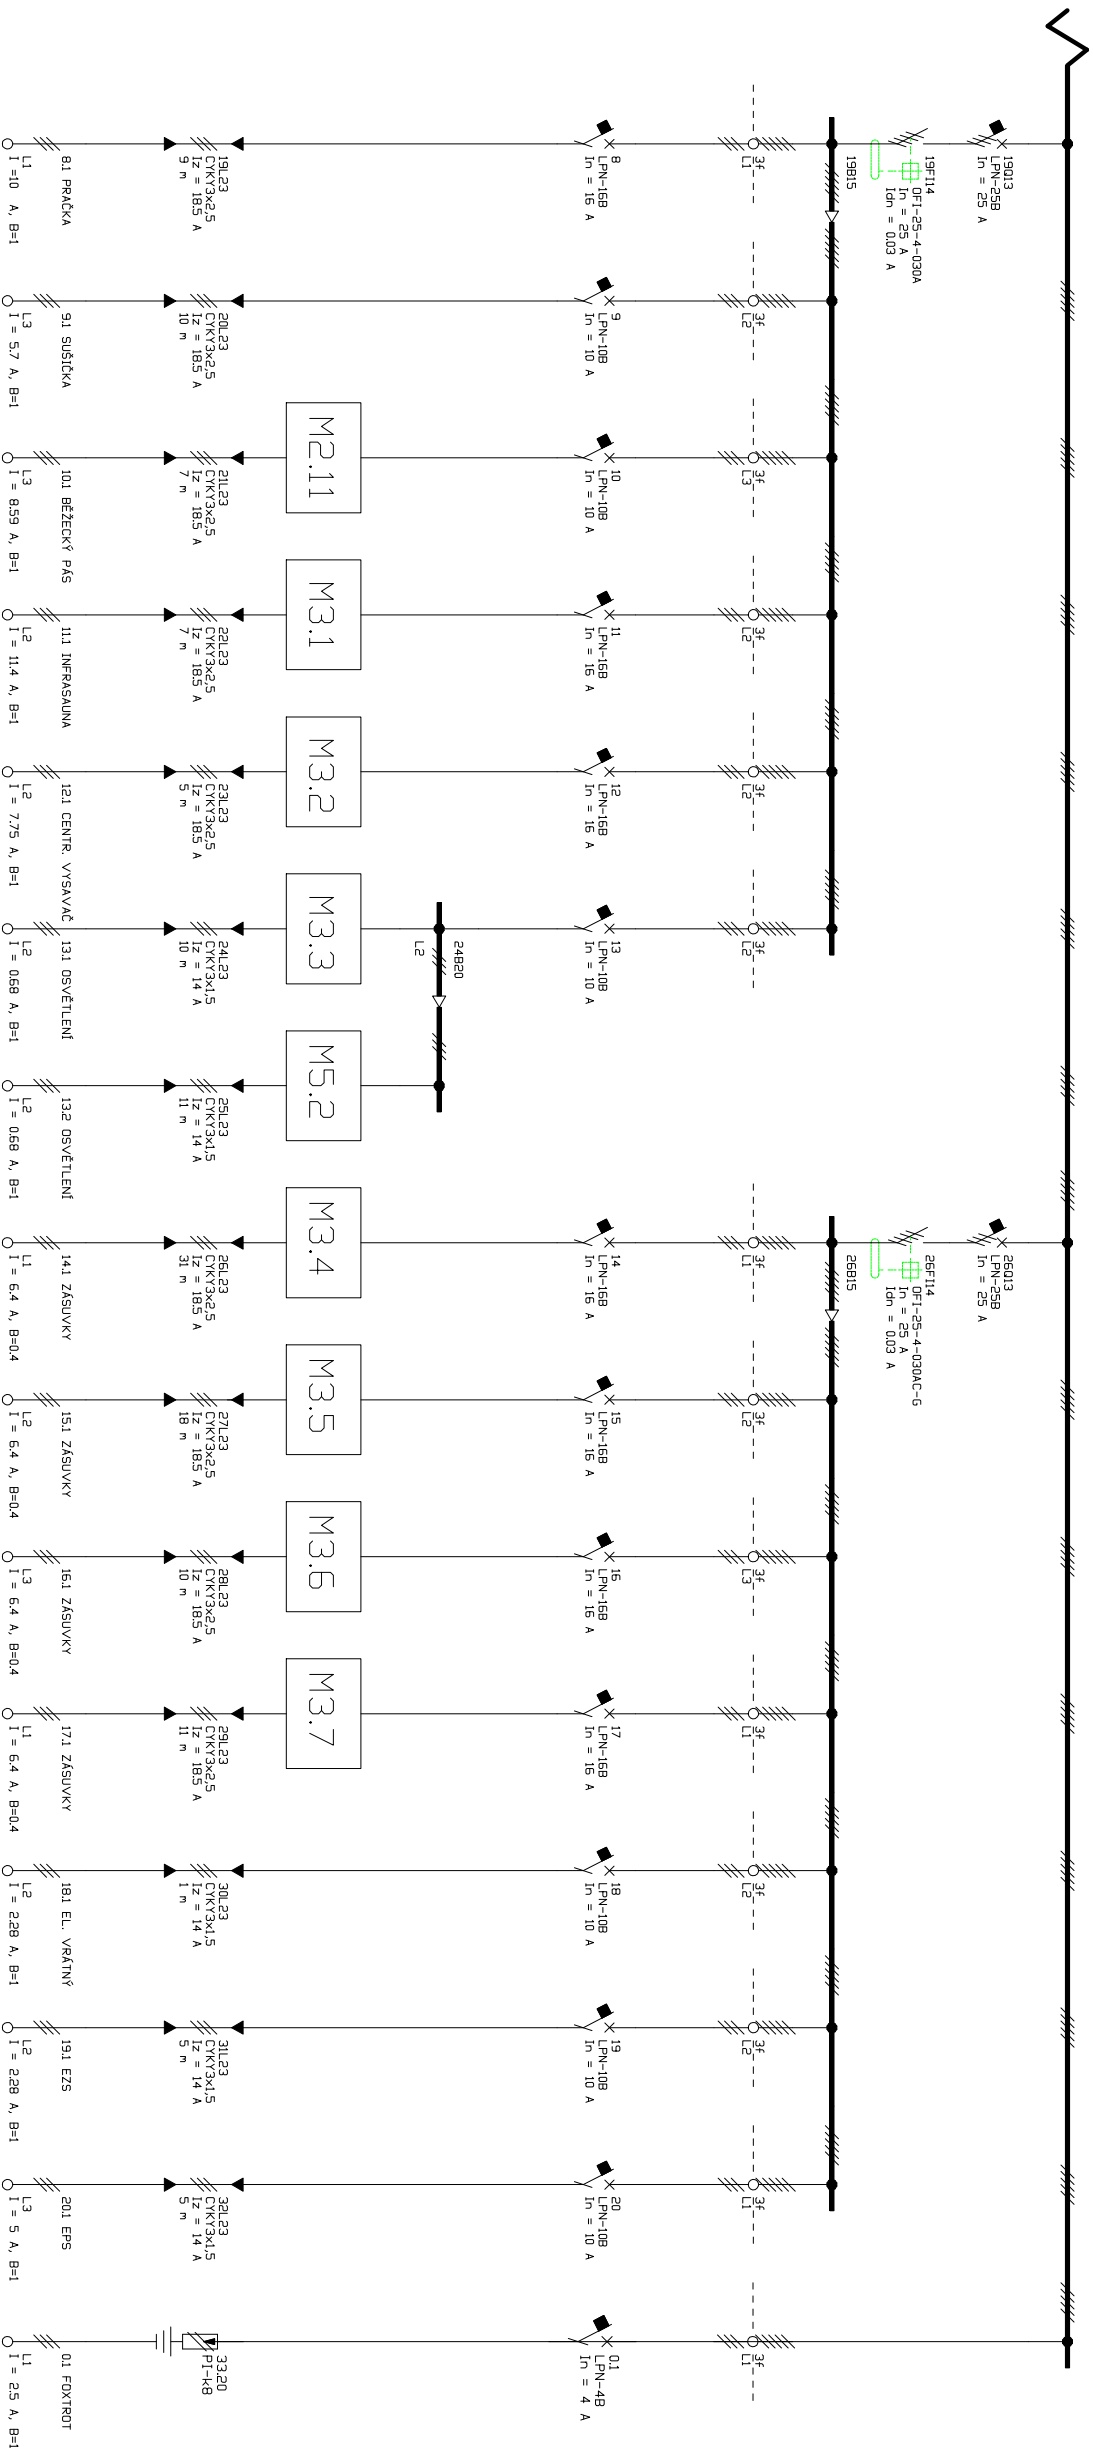 19Q13
LPN-25B
In = 25 A
19FI14
OFI-25-4-030A
In = 25 A
Idn = 0.03 A
19B15
3f
L1
8
LPN-16B
In = 16 A
19L23
CYKY3x2,5
Iz = 18.5 A
9 m
8.1 PRAČKA
L1
I =10 A, B=1
3f
L2
9
LPN-10B
In = 10 A
20L23
CYKY3x2,5
Iz = 18.5 A
10 m
9.1 SUŠIČKA
L3
I = 5.7 A, B=1
3f
L3
10
LPN-10B
In = 10 A
M2.11
21L23
CYKY3x2,5
Iz = 18.5 A
7 m
10.1 BĚŽECKÝ PÁS
L3
I = 8.59 A, B=1
3f
L2
11
LPN-16B
In = 16 A
M3.1
22L23
CYKY3x2,5
Iz = 18.5 A
7 m
11.1 INFRASAUNA
L2
I = 11.4 A, B=1
3f
L2
12
LPN-16B
In = 16 A
M3.2
23L23
CYKY3x2,5
Iz = 18.5 A
5 m
12.1 CENTR. VYSAVAČ
L2
I = 7.75 A, B=1
3f
L2
13
LPN-10B
In = 10 A
24B20
L2
M3.3
24L23
CYKY3x1,5
Iz = 14 A
10 m
13.1 OSVĚTLENÍ
L2
I = 0.68 A, B=1
M5.2
25L23
CYKY3x1,5
Iz = 14 A
11 m
13.2 OSVĚTLENÍ
L2
I = 0.68 A, B=1
26Q13
LPN-25B
In = 25 A
26FI14
OFI-25-4-030AC-G
In = 25 A
Idn = 0.03 A
26B15
3f
L1
14
LPN-16B
In = 16 A
M3.4
26L23
CYKY3x2,5
Iz = 18.5 A
31 m
14.1 ZÁSUVKY
L1
I = 6.4 A, B=0.4
3f
L2
15
LPN-16B
In = 16 A
M3.5
27L23
CYKY3x2,5
Iz = 18.5 A
18 m
15.1 ZÁSUVKY
L2
I = 6.4 A, B=0.4
3f
L3
16
LPN-16B
In = 16 A
M3.6
28L23
CYKY3x2,5
Iz = 18.5 A
10 m
16.1 ZÁSUVKY
L3
I = 6.4 A, B=0.4
3f
L1
17
LPN-16B
In = 16 A
M3.7
29L23
CYKY3x2,5
Iz = 18.5 A
11 m
17.1 ZÁSUVKY
L1
I = 6.4 A, B=0.4
3f
L2
18
LPN-10B
In = 10 A
30L23
CYKY3x1,5
Iz = 14 A
1 m
18.1 EL. VRÁTNÝ
L2
I = 2.28 A, B=1
3f
L2
19
LPN-10B
In = 10 A
31L23
CYKY3x1,5
Iz = 14 A
5 m
19.1 EZS
L2
I = 2.28 A, B=1
3f
L1
20
LPN-10B
In = 10 A
32L23
CYKY3x1,5
Iz = 14 A
5 m
20.1 EPS
L3
I = 5 A, B=1
3f
L1
0.1
LPN-4B
In = 4 A
33.20
PI-k8
0.1 FOXTROT
L1
I = 2.5 A, B=1